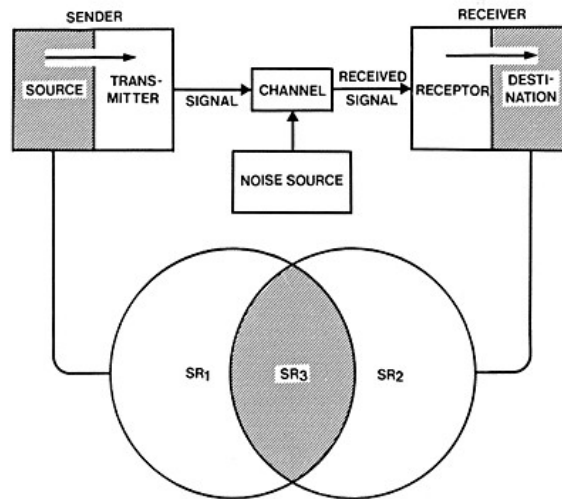 SENDER
RECEIVER
SOURCE
TRANS-
MITTER
SIGNAL
CHANNEL
RECEIVED
SIGNAL
RECEPTOR
DESTI-
NATION
NOISE SOURCE
SR1
SR3
SR2